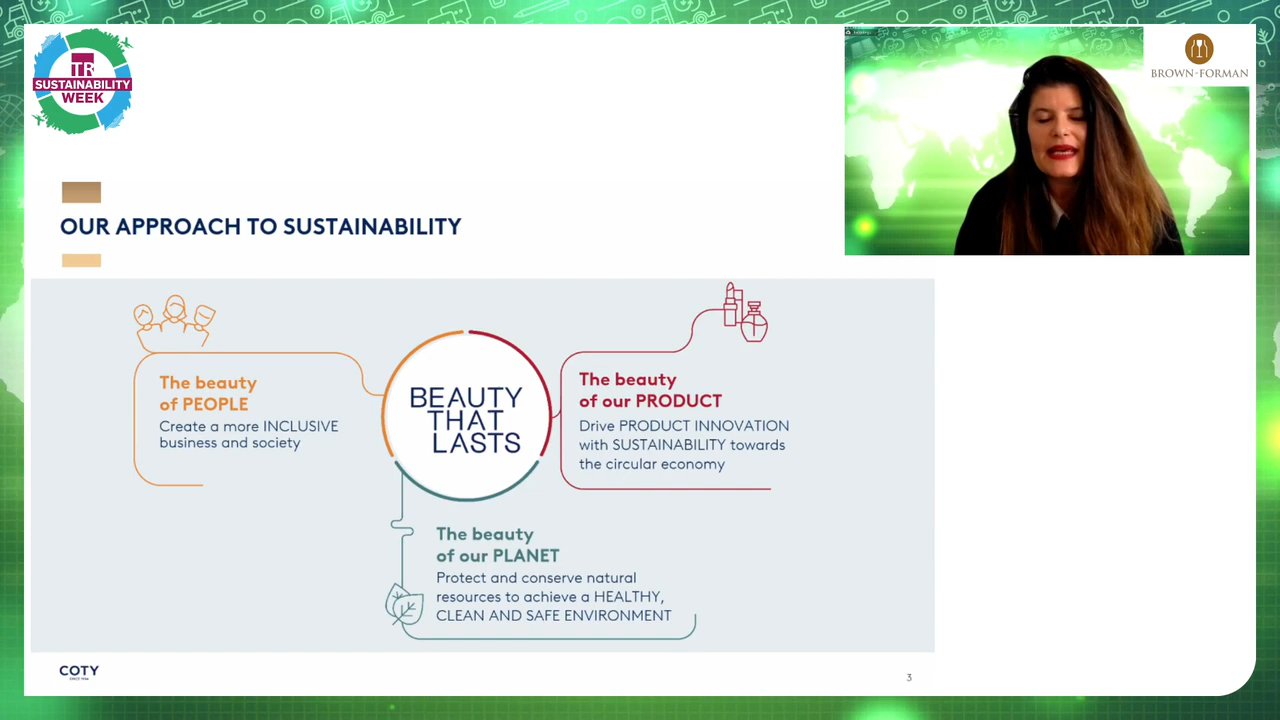 TR
SUSTAINABILITY
WEEK
BROWN-FORMAN
OUR APPROACH TO SUSTAINABILITY
The beauty
of PEOPLE
Create a more INCLUSIVE
business and society
BEAUTY
THAT
LASTS
The beauty
of our PRODUCT
Drive PRODUCT INNOVATION
with SUSTAINABILITY towards
the circular economy
The beauty
of our PLANET
Protect and conserve natural
resources to achieve a HEALTHY,
CLEAN AND SAFE ENVIRONMENT
COTY
SINCE 1904
3